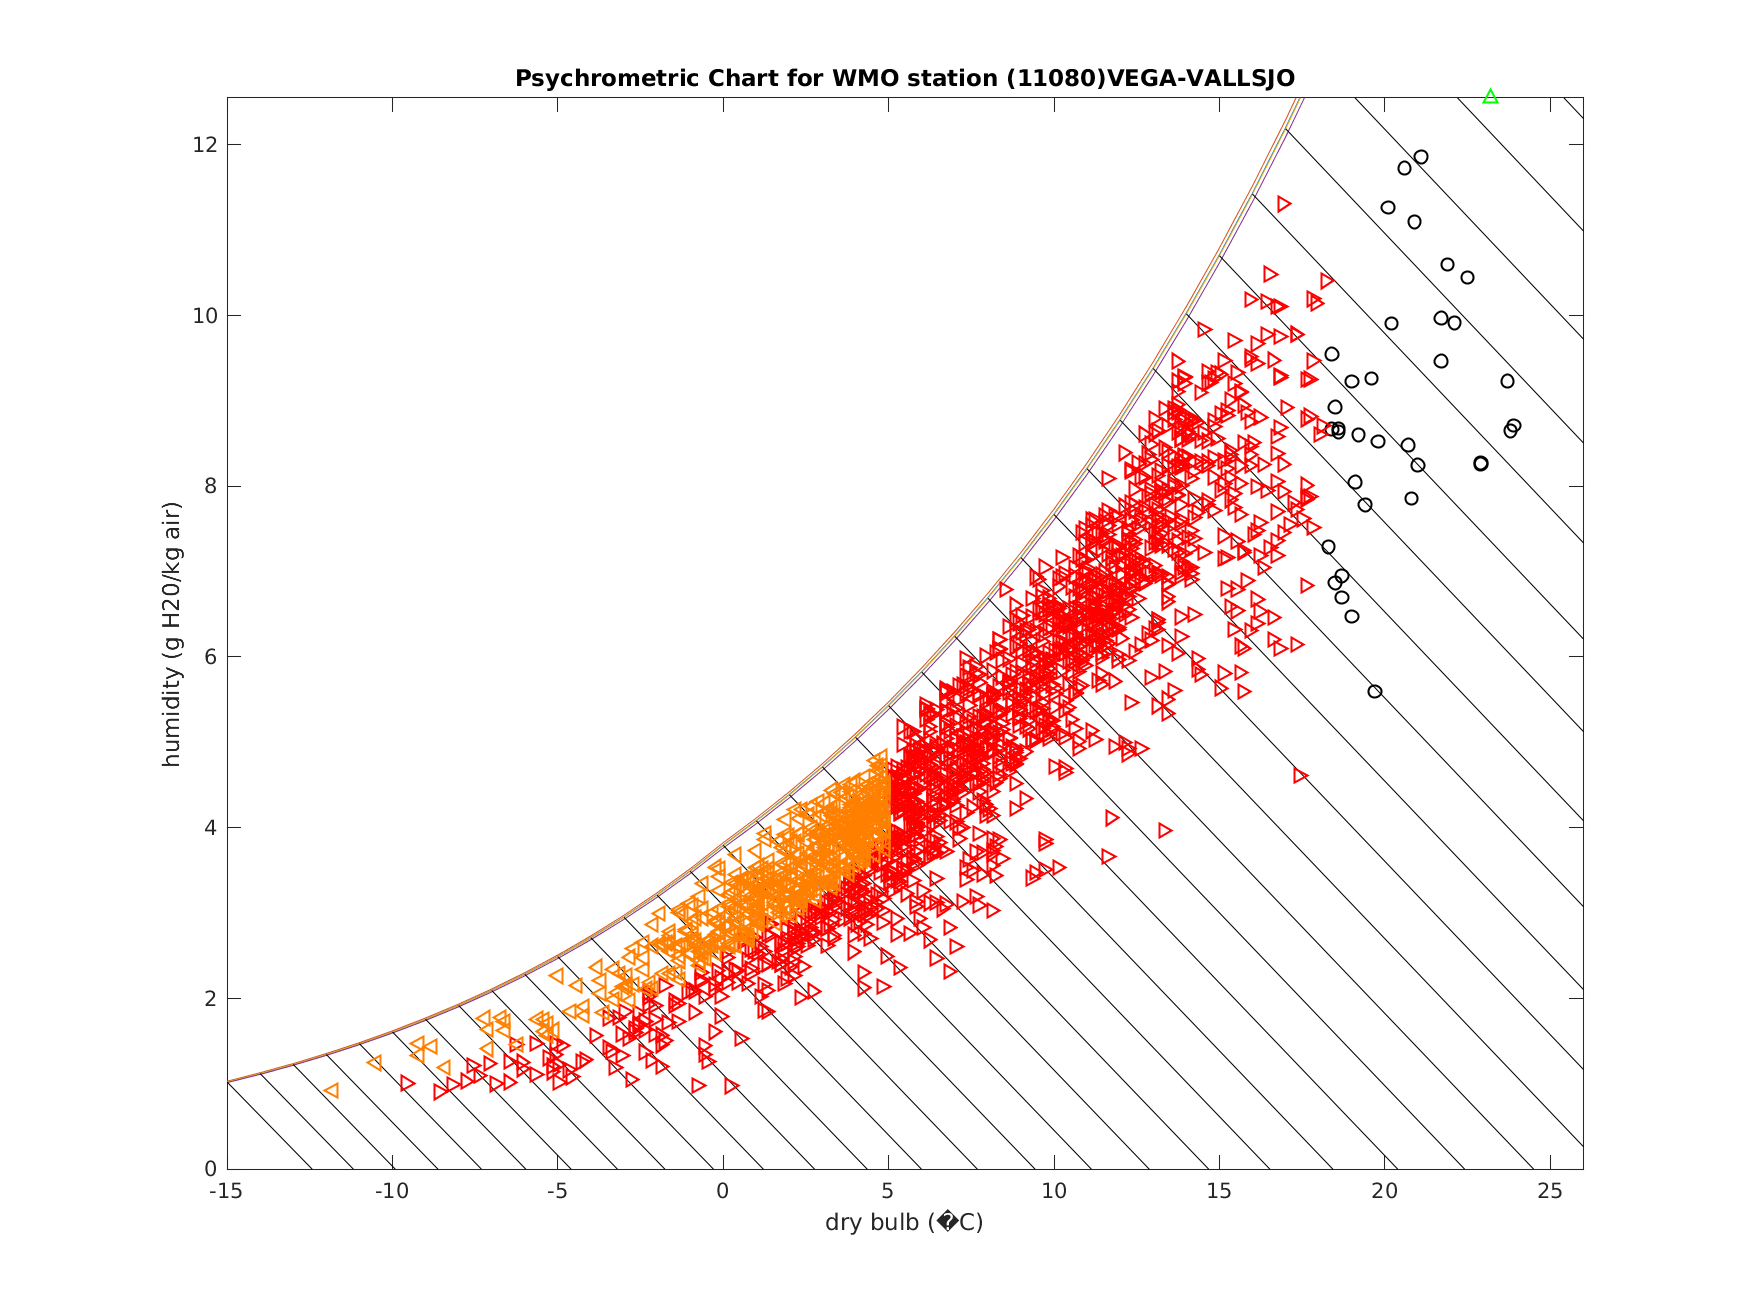 Psychrometric Chart for WMO station (11080)VEGA-VALLSJO
humidity (g H20/kg air)
12
10
8
6
4
2
0
-15 -10 -5 0 5 10 15 20 25
dry bulb (�C)